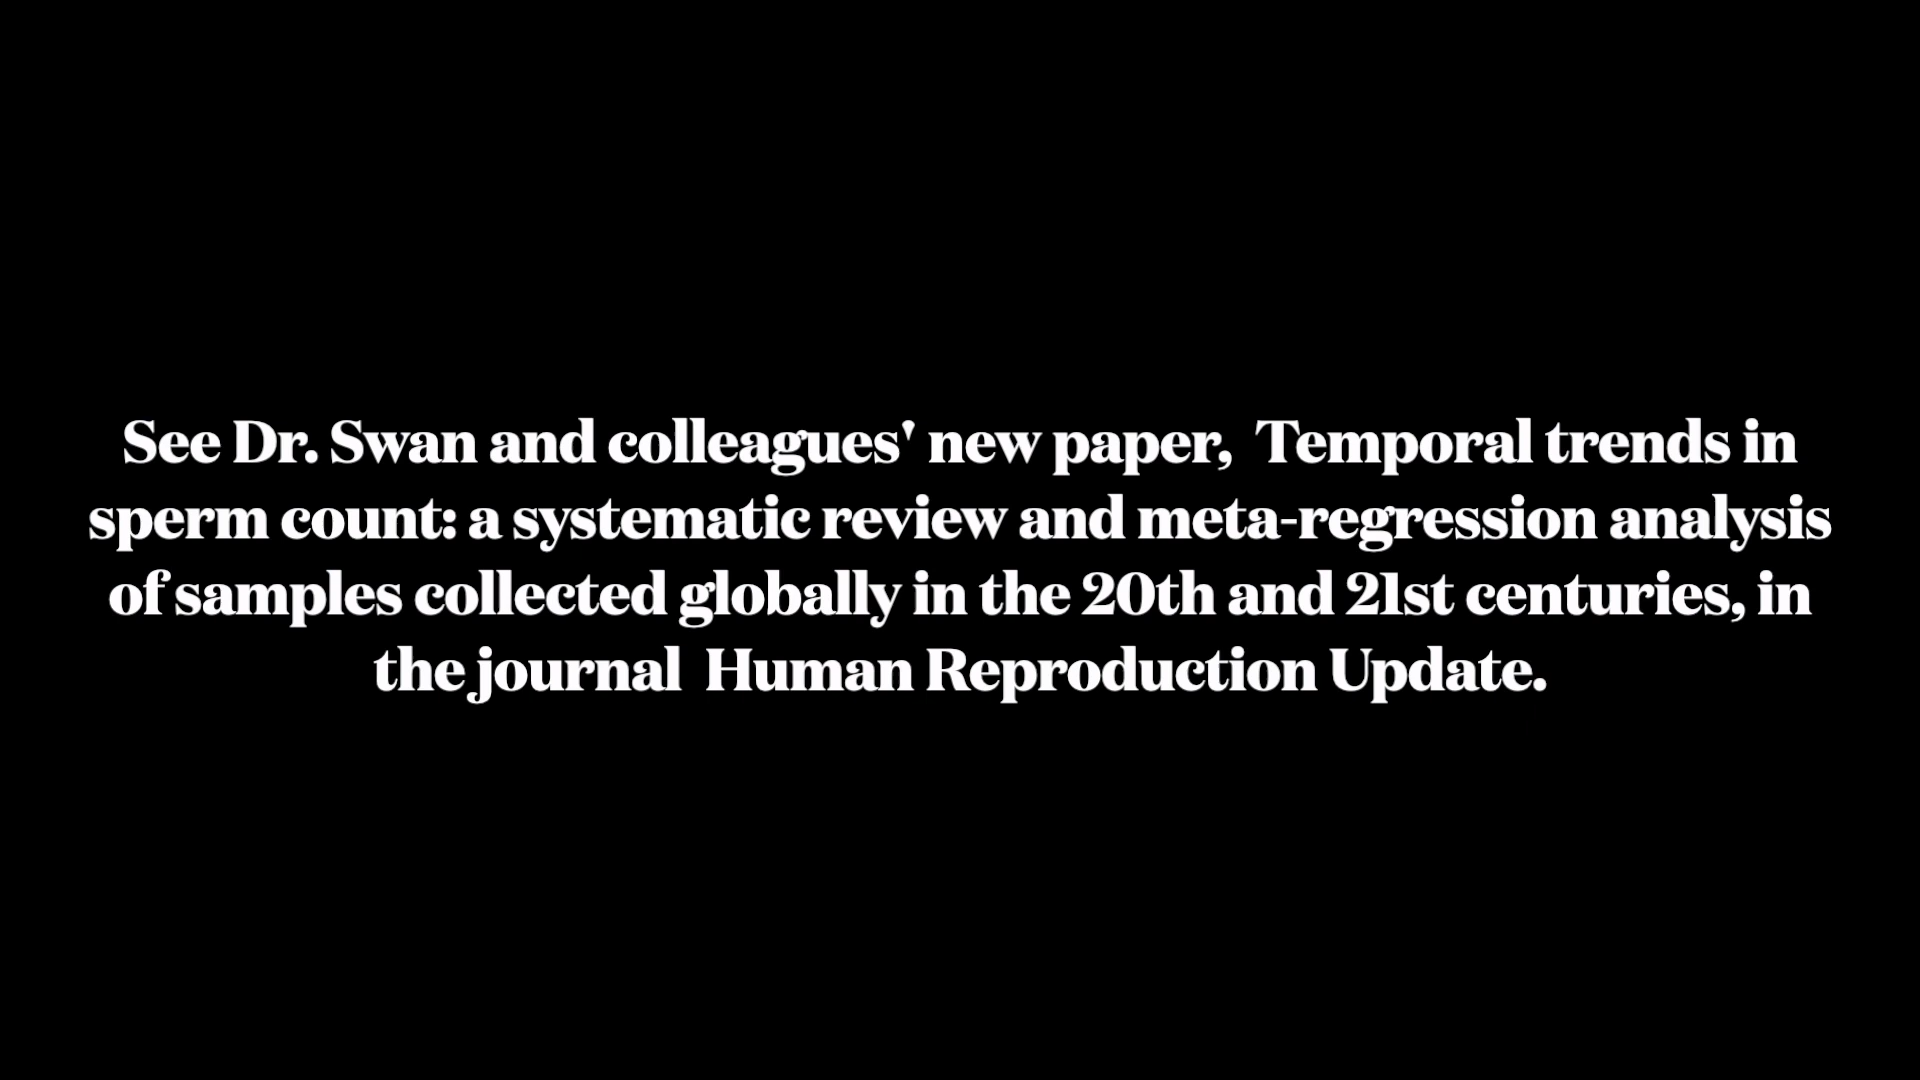 See Dr. Swan and colleagues' new paper,  Temporal trends in
sperm count: a systematic review and meta-regression analysis
of samples collected globally in the 20th and 21st centuries, in
the journal  Human Reproduction Update.